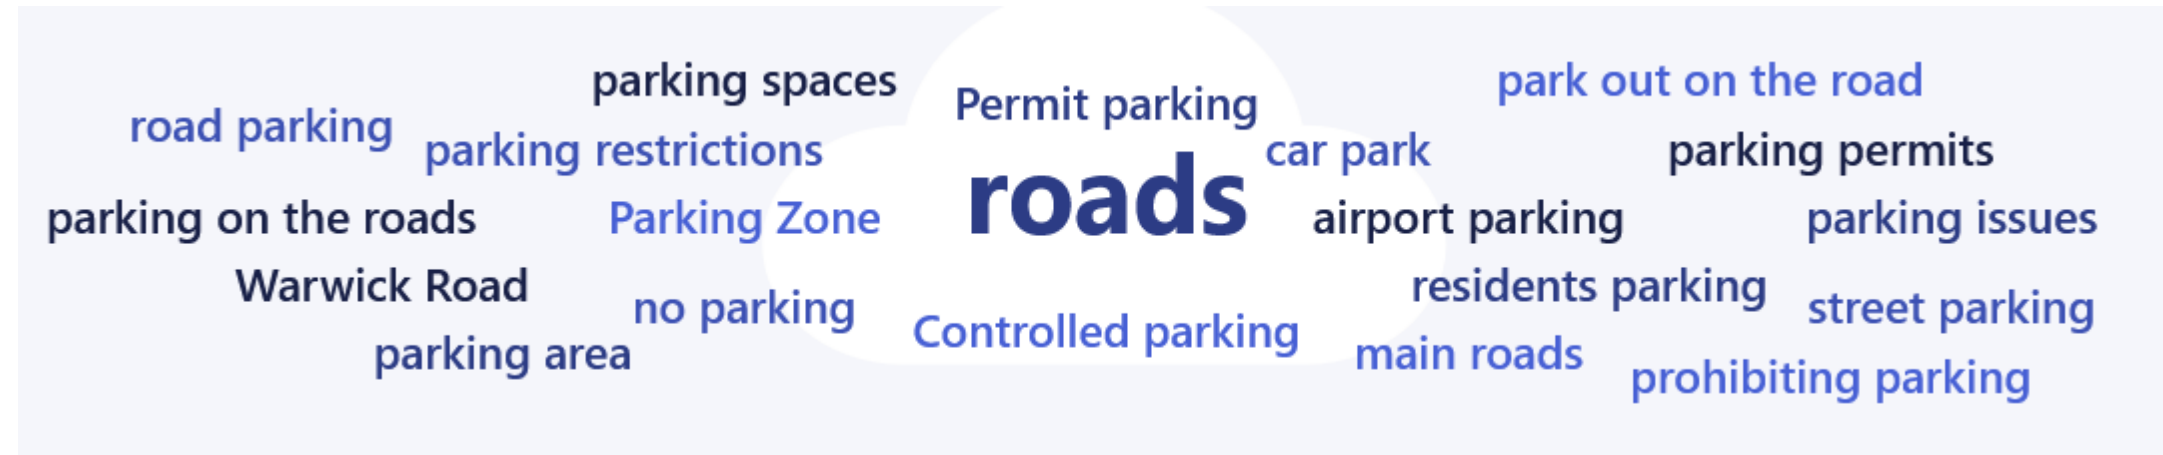 parking spaces
Permit parking
park out on the road
road parking
parking restrictions
car park
parking permits
roads
parking on the roads
Parking Zone
airport parking
parking issues
Warwick Road
no parking
residents parking
street parking
Controlled parking
parking area
main roads
prohibiting parking